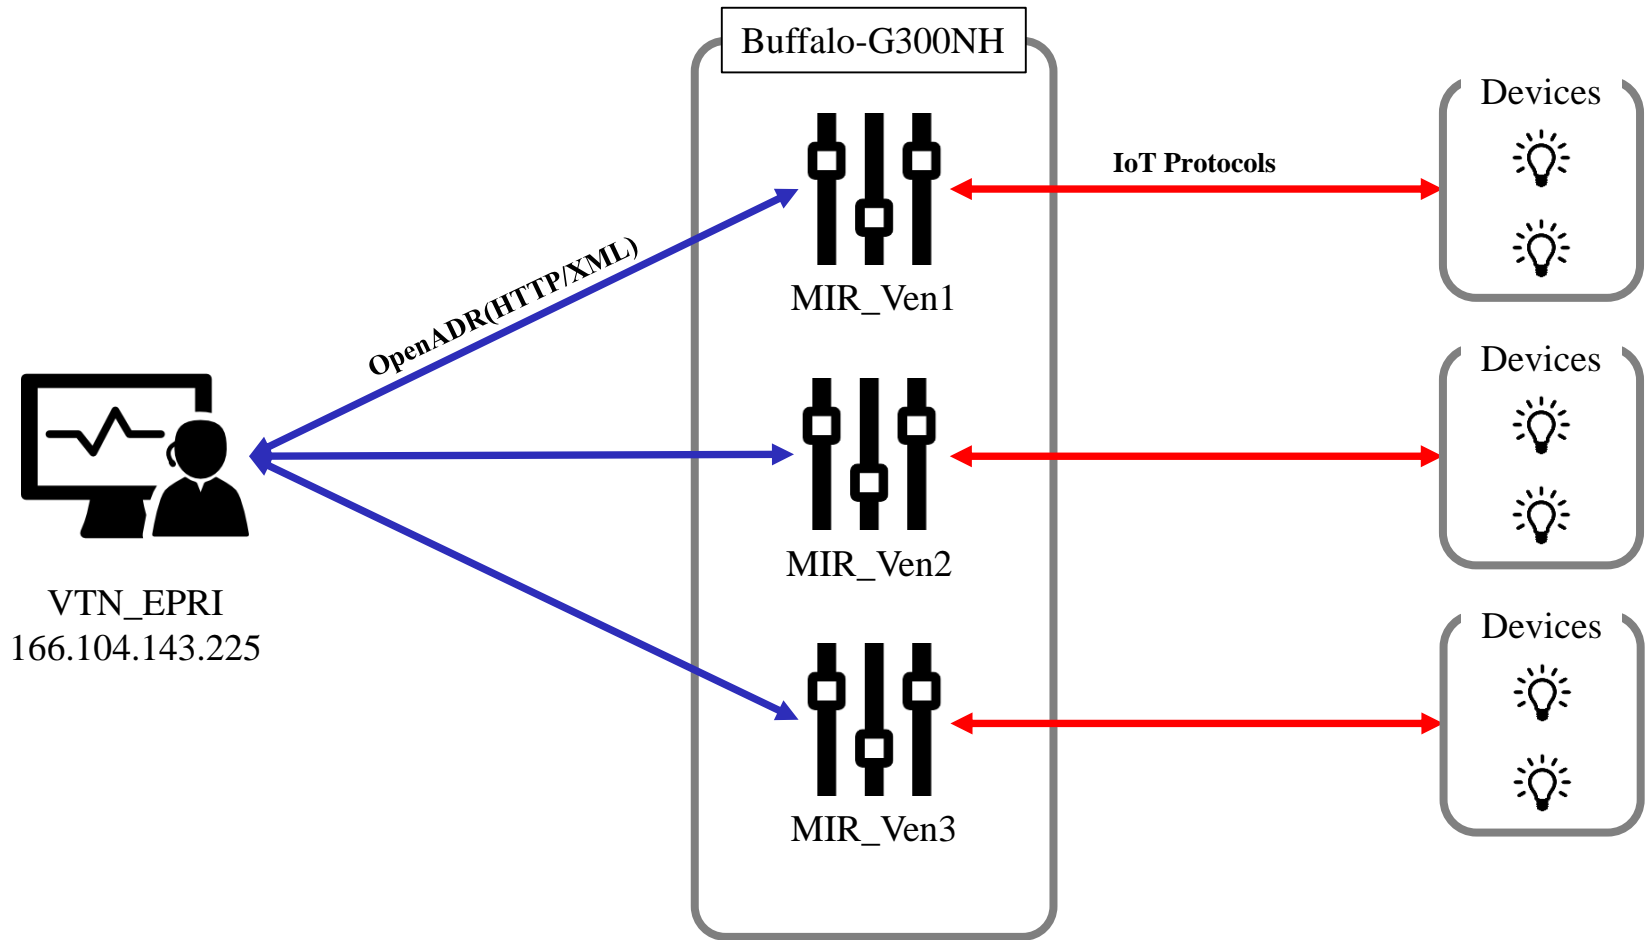 Buffalo-G300NH
Devices
IoT Protocols
OpenADR(HTTP/XML)
MIR_Ven1
Devices
MIR_Ven2
VTN_EPRI
166.104.143.225
Devices
MIR_Ven3